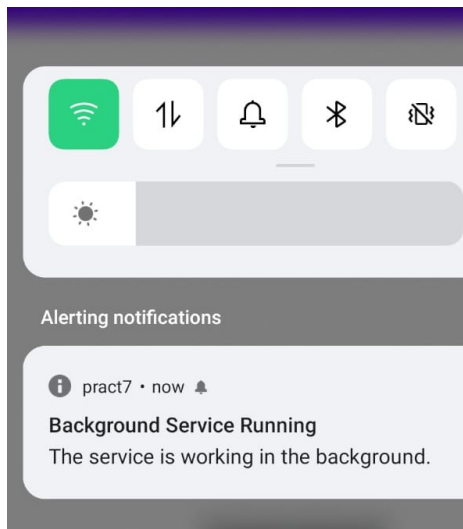 Alerting notifications
pract7 • now
Background Service Running
The service is working in the background.